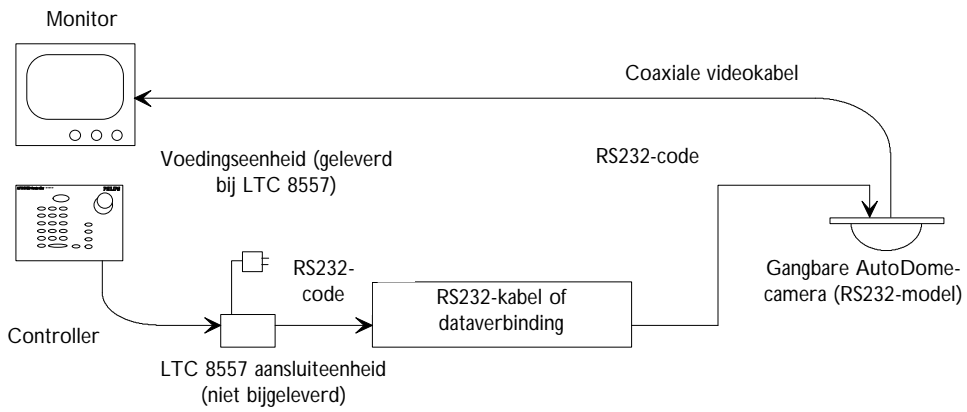 Monitor
Coaxiale videokabel
Voedingseenheid (geleverd
bij LTC 8557)
RS232-code
PHILIPS
RS232-
code
RS232-kabel of
dataverbinding
Gangbare AutoDome-
camera (RS232-model)
Controller
LTC 8557 aansluiteenheid
(niet bijgeleverd)